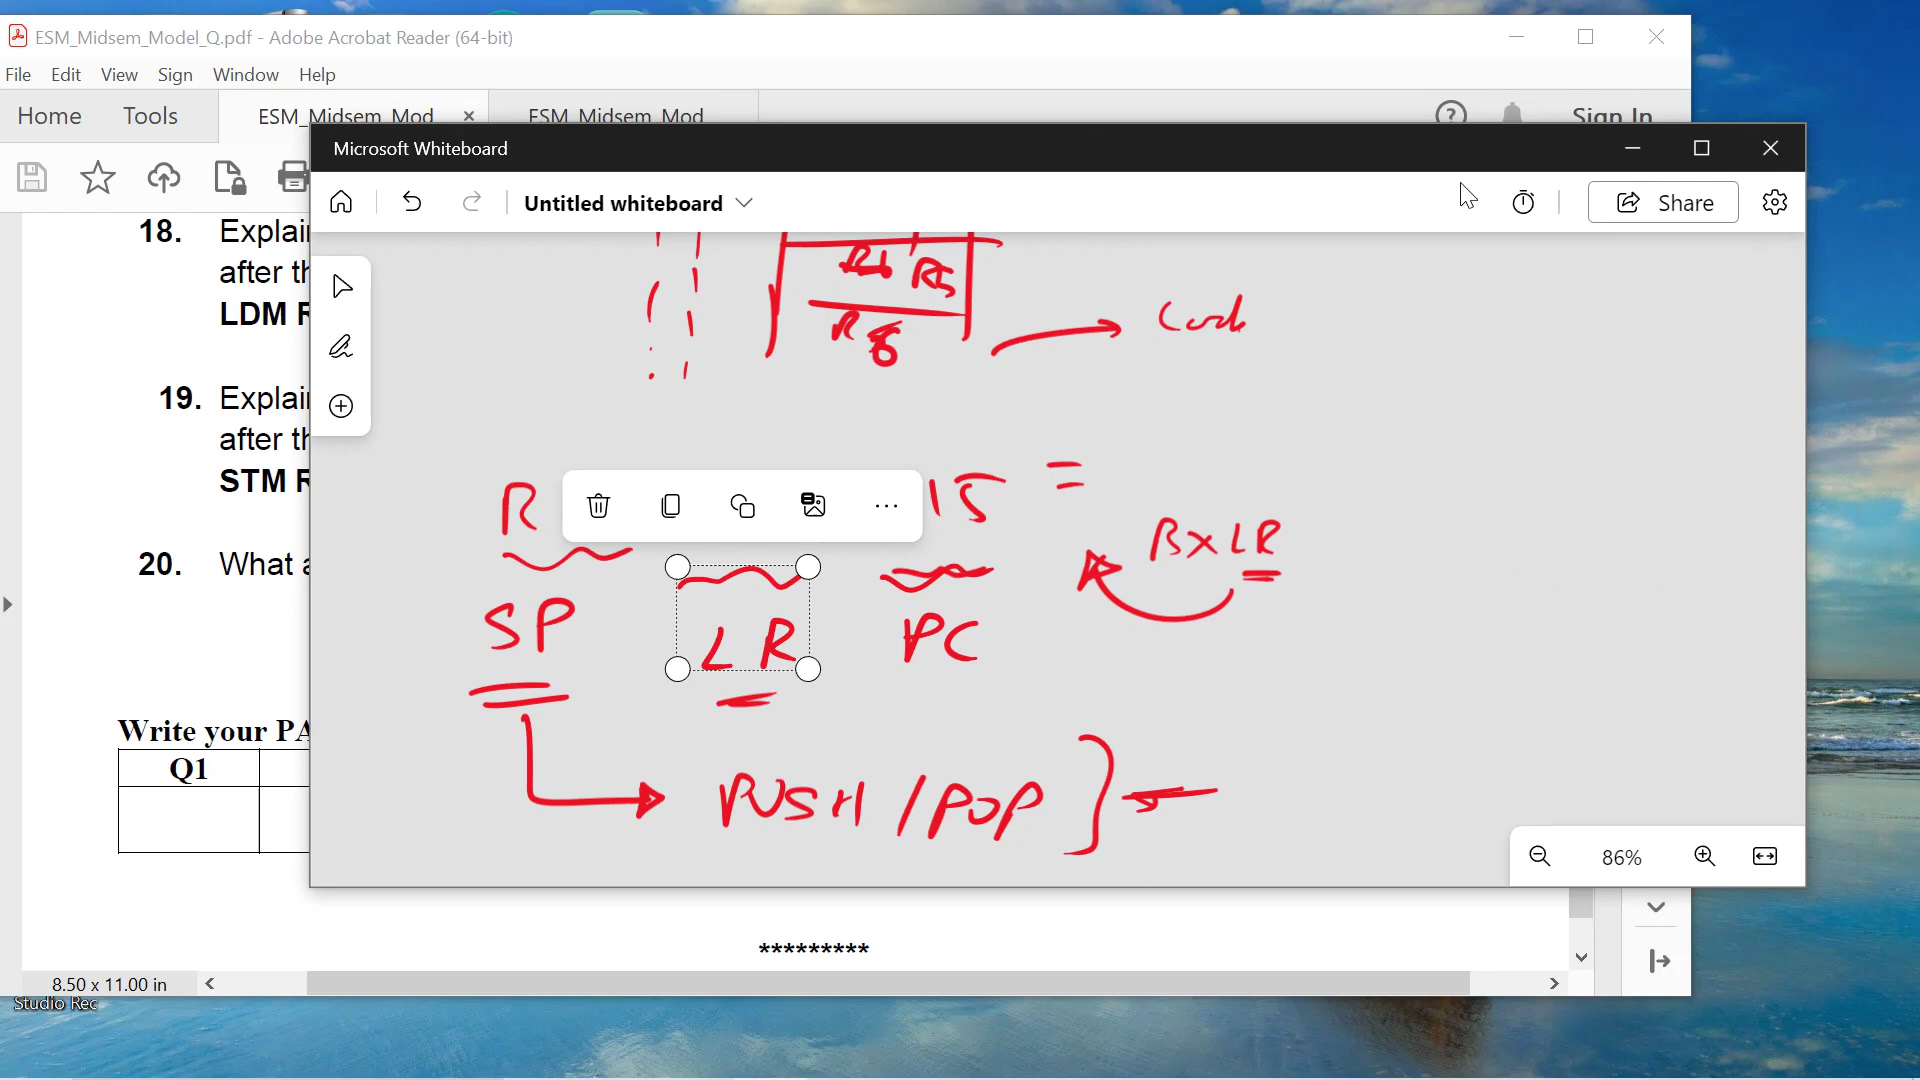 ESM_Midsem_Model_Q.pdf - Adobe Acrobat Reader (64-bit)
File Edit View Sign Window Help
Home Tools ESM_Midsem_Mod ESM_Midsem_Mod Sign In
Microsoft Whiteboard
Untitled whiteboard Share
18. Explai
after th
LDM R
R5
R8
Code
19. Explai
after th
STM R
R 15 =
BX LR
20. What a
SP LR PC
PUSH / POP
Write your PA
Q1
86%
*********
8.50 x 11.00 in
Studio Rec